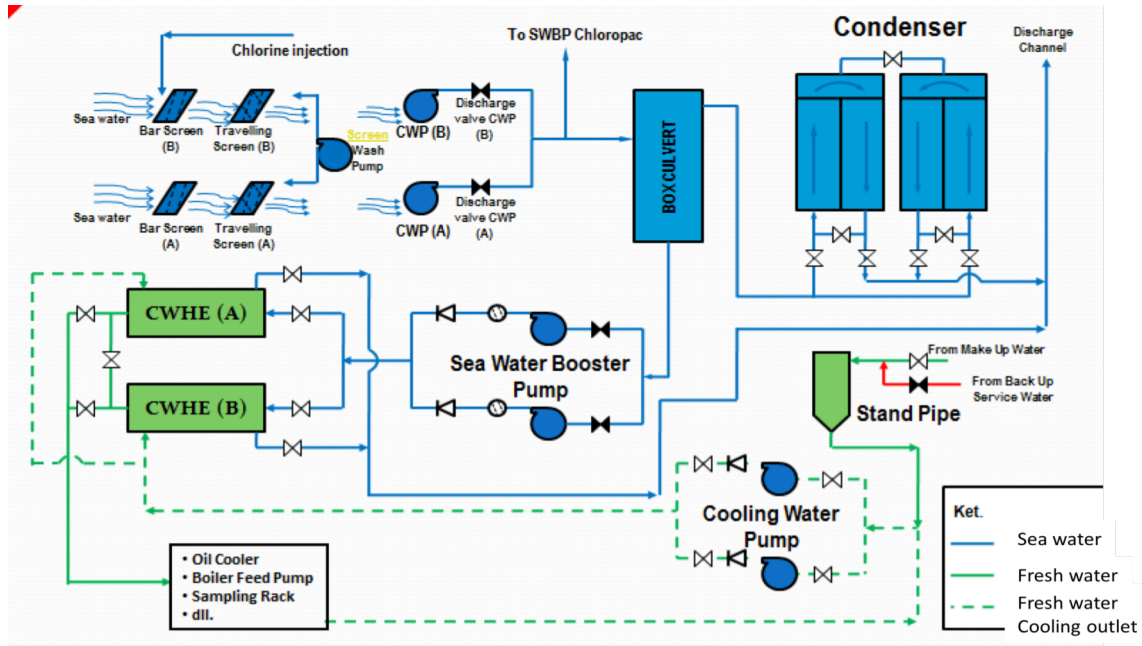 Chlorine injection
To SWBP Chloropac
Condenser
Discharge
Channel
Sea water
Bar Screen
(B)
Travelling
Screen (B)
Screen
Wash
Pump
CWP (B)
Discharge
valve CWP
(B)
BOXCULVERT
Sea water
Bar Screen
(A)
Travelling
Screen (A)
CWP (A)
Discharge
valve CWP
(A)
CWHE (A)
CWHE (B)
Sea Water Booster
Pump
From Make Up Water
From Back Up
Service Water
Stand Pipe
Cooling Water
Pump
• Oil Cooler
• Boiler Feed Pump
• Sampling Rack
• dll.
Ket.
Sea water
Fresh water
Fresh water
Cooling outlet